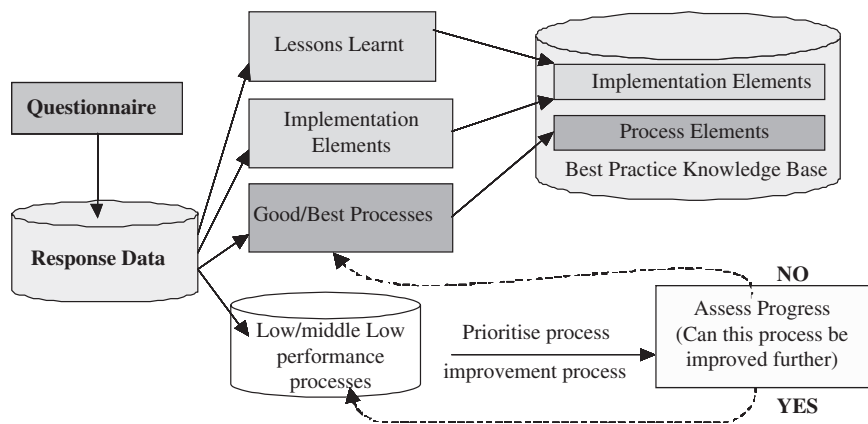 Lessons Learnt
Questionnaire
Implementation
Elements
Good/Best Processes
Response Data
Implementation Elements
Process Elements
Best Practice Knowledge Base
Low/middle Low
performance
processes
Prioritise process
improvement process
NO
Assess Progress
(Can this process be
improved further)
YES